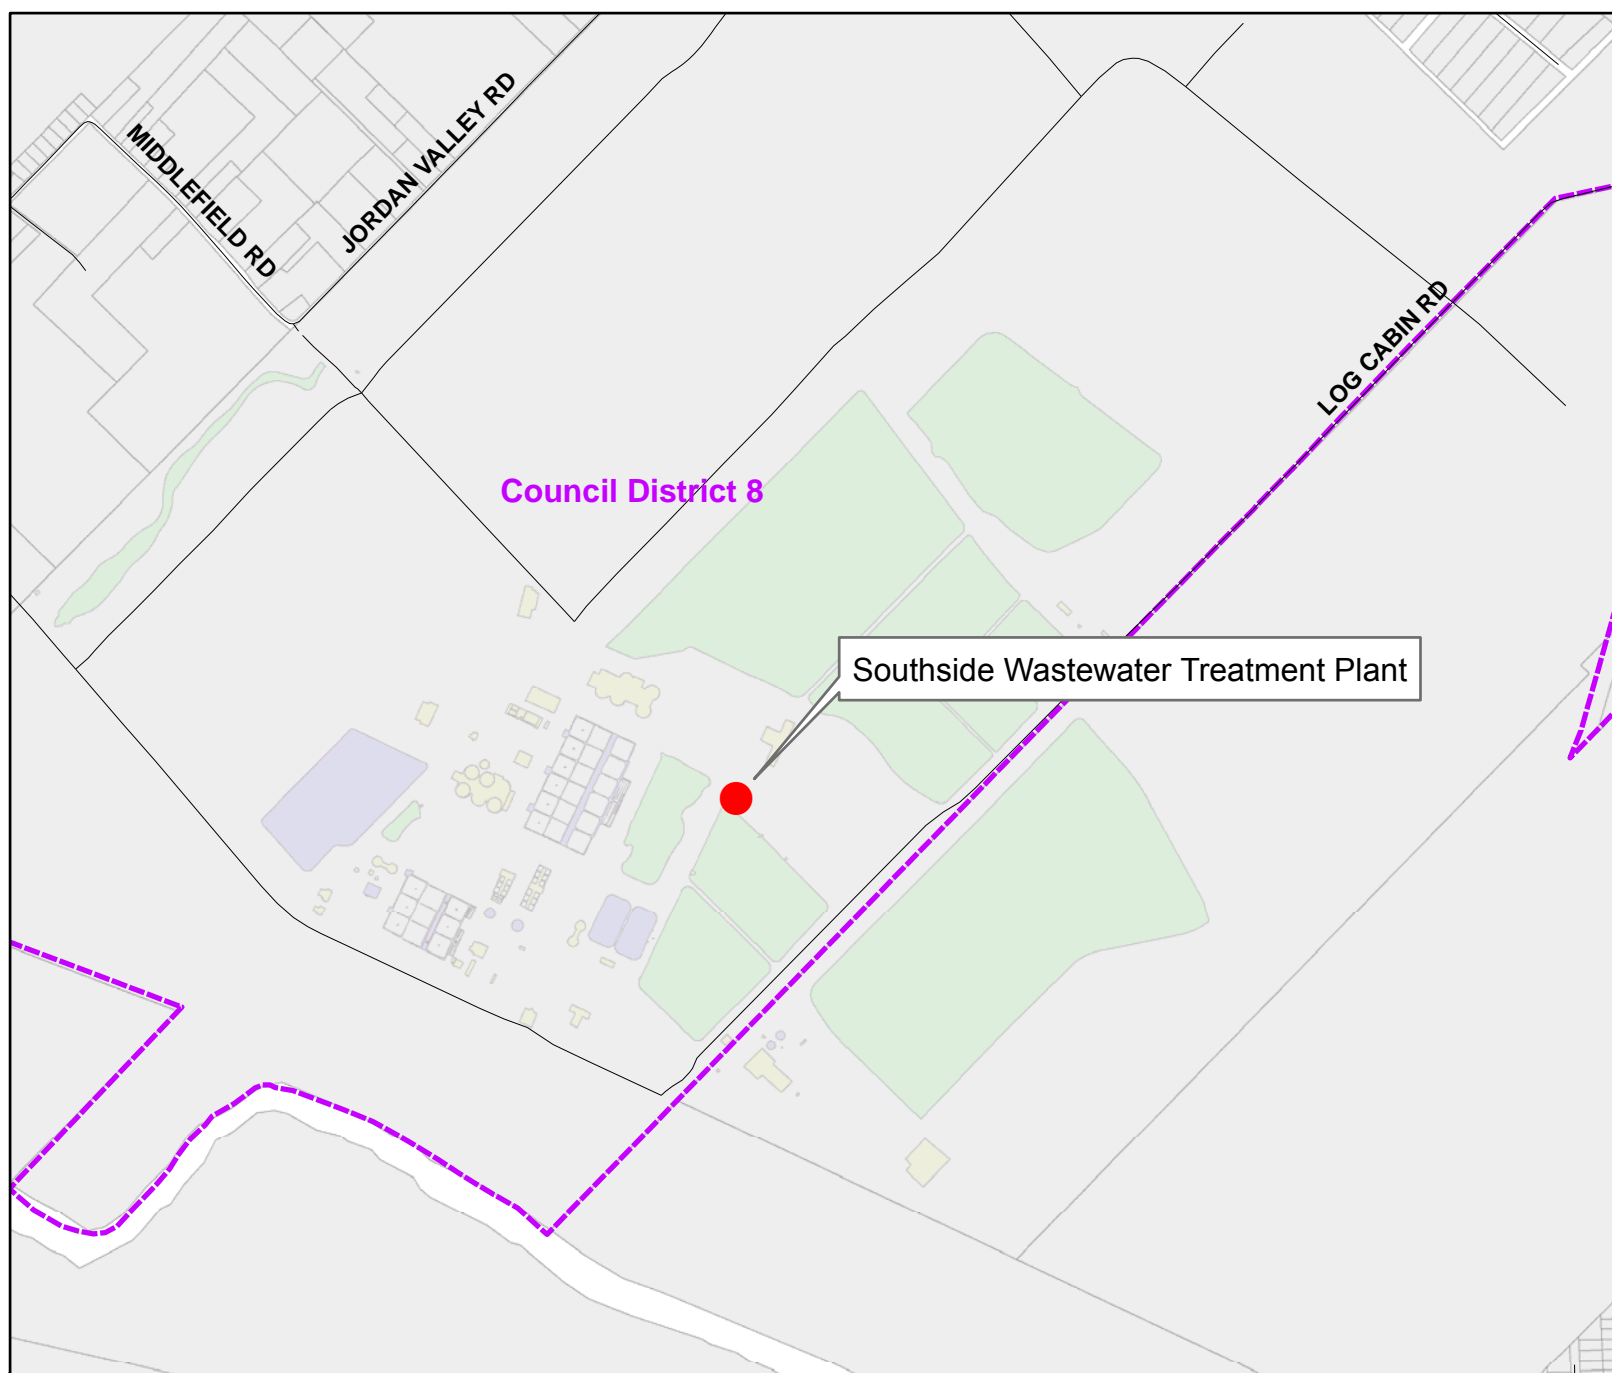 MIDDLEFIELD RD
JORDAN VALLEY RD
LOG CABIN RD
Council District 8
Southside Wastewater Treatment Plant